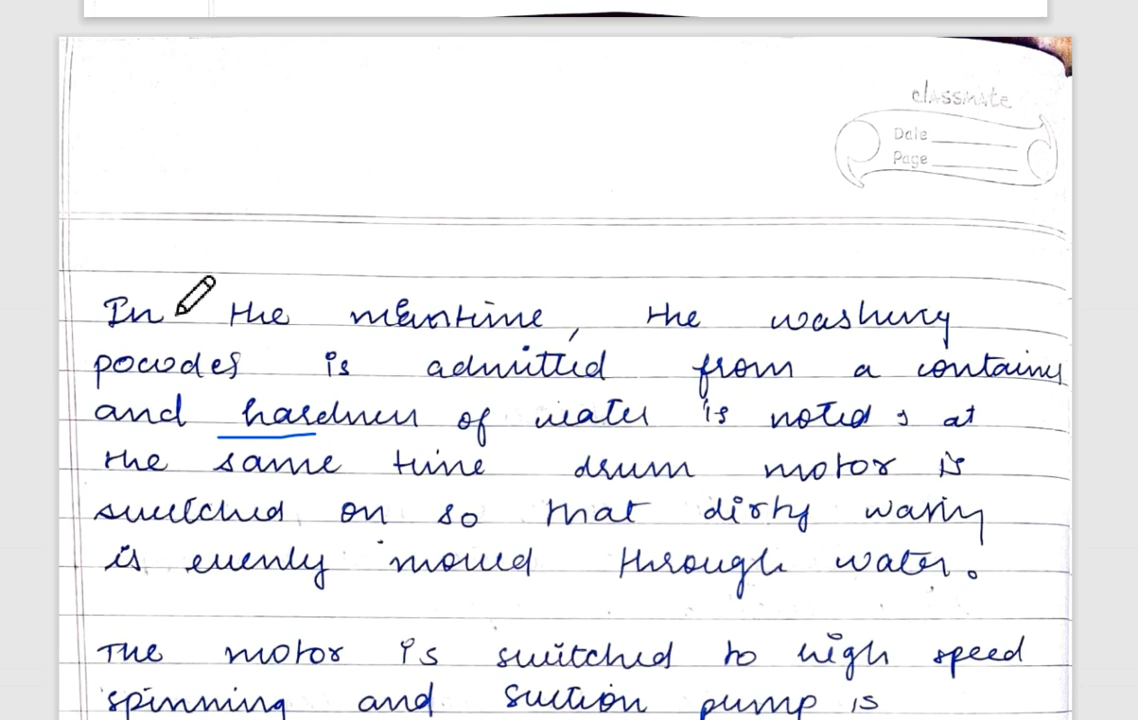 classmate
Date
Page
In the meantime, the washing
powder is admitted from a container
and hardness of water is noted, at
the same time drum motor is
switched on so that dirty washing
is evenly moved through water.
The motor is switched to high speed
spinning and suction pump is